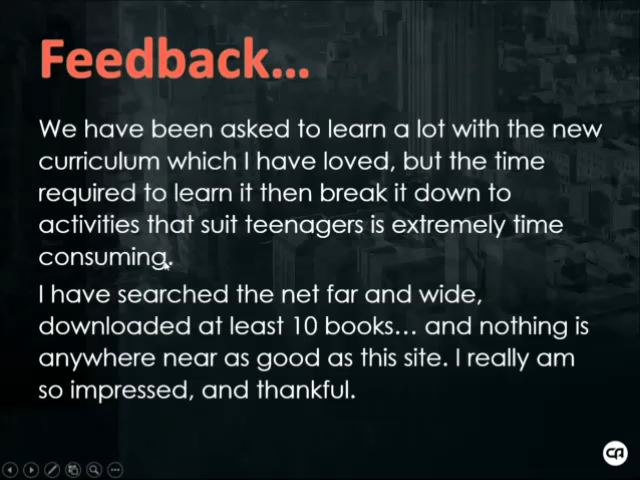 Feedback...
We have been asked to learn a lot with the new
curriculum which I have loved, but the time
required to learn it then break it down to
activities that suit teenagers is extremely time
consuming.
I have searched the net far and wide,
downloaded at least 10 books... and nothing is
anywhere near as good as this site. I really am
so impressed, and thankful.
CA